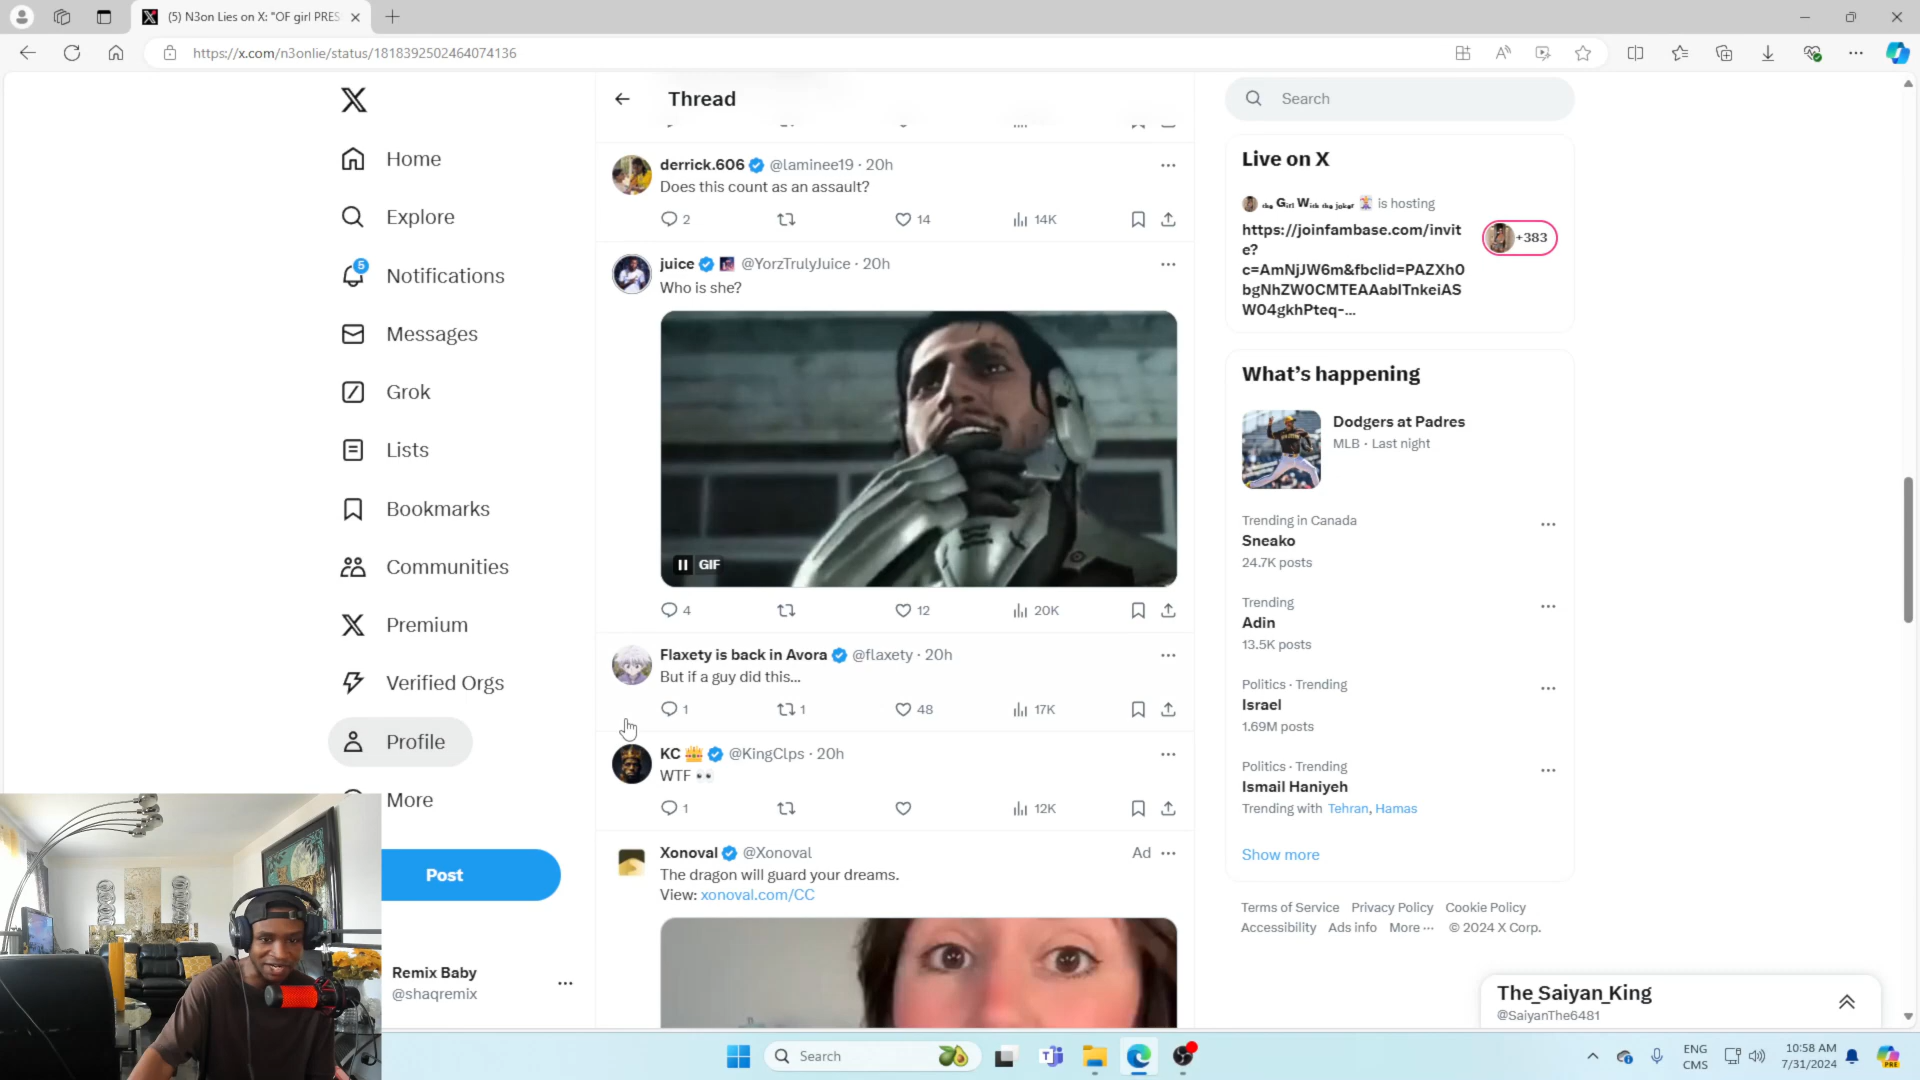 (5) N3on Lies on X: "OF girl PRES
https://x.com/n3onlie/status/1818392502464074136
Home
Explore
5
Notifications
Messages
Grok
Lists
Bookmarks
Communities
Premium
Verified Orgs
Profile
More
Post
Remix Baby
@shaqremix
Thread
derrick.606 @laminee19 · 20h
Does this count as an assault?
2 14 14K
juice @YorzTrulyJuice · 20h
Who is she?
GIF
4 12 20K
Flaxety is back in Avora @flaxety · 20h
But if a guy did this...
1 1 48 17K
KC 👑 @KingClps · 20h
WTF 👀
1 12K
Xonoval @Xonoval Ad
The dragon will guard your dreams.
View: xonoval.com/CC
Search
Live on X
ₜₕₑ Gᵢᵣₗ Wᵢₜₕ ₜₕₑ ⱼₒₖₑᵣ 🃏 is hosting
https://joinfambase.com/invit
e?
c=AmNjJW6m&fbclid=PAZXh0
bgNhZW0CMTEAAabITnkeiAS
W04gkhPteq-...
+383
What's happening
Dodgers at Padres
MLB · Last night
Trending in Canada
Sneako
24.7K posts
Trending
Adin
13.5K posts
Politics · Trending
Israel
1.69M posts
Politics · Trending
Ismail Haniyeh
Trending with Tehran, Hamas
Show more
Terms of Service Privacy Policy Cookie Policy
Accessibility Ads info More ··· © 2024 X Corp.
The_Saiyan_King
@SaiyanThe6481
Search
ENG
CMS
10:58 AM
7/31/2024
PRE